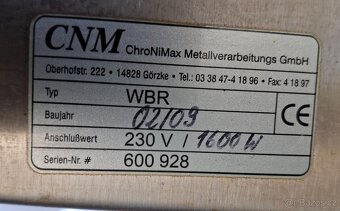 CNM ChroNiMax Metallverarbeitungs GmbH
Oberhofstr. 222 · 14828 Görzke · Tel.: 03 38 47-4 18 96 · Fax: 4 18 97
Typ WBR
Baujahr 02/09
CE
Anschlußwert 230 V / 1600 W
Serien-Nr. # 600 928